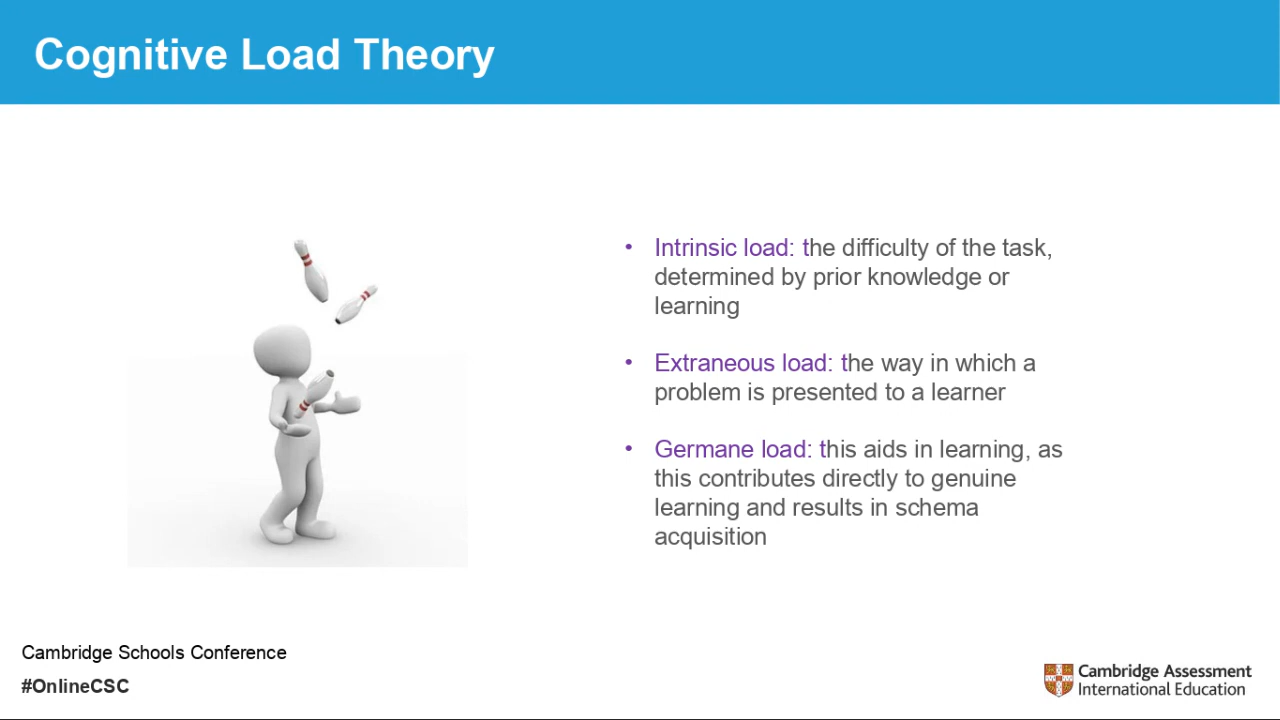 Cognitive Load Theory
• Intrinsic load: the difficulty of the task,
determined by prior knowledge or
learning
• Extraneous load: the way in which a
problem is presented to a learner
• Germane load: this aids in learning, as
this contributes directly to genuine
learning and results in schema
acquisition
Cambridge Schools Conference
#OnlineCSC
Cambridge Assessment
International Education